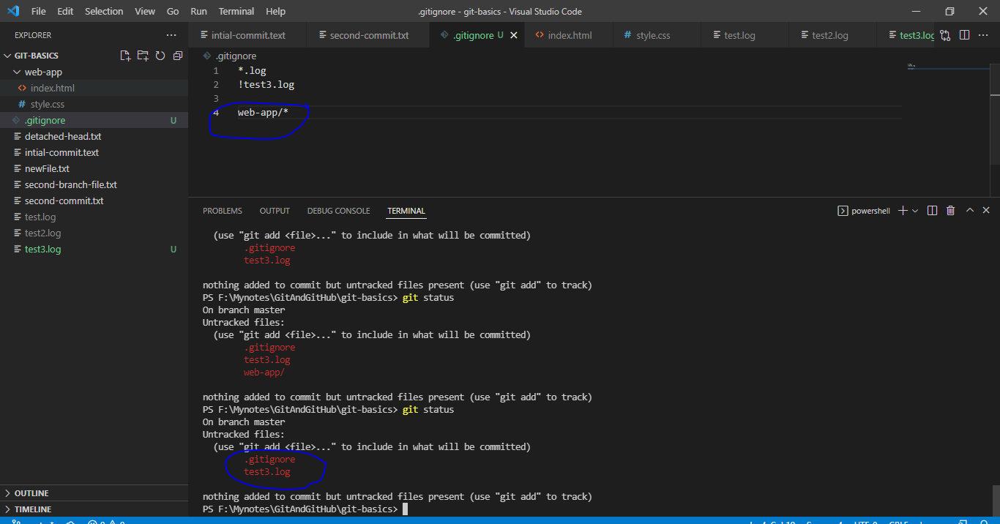 File Edit Selection View Go Run Terminal Help .gitignore - git-basics - Visual Studio Code
EXPLORER
GIT-BASICS
web-app
index.html
style.css
.gitignore U
detached-head.txt
intial-commit.text
newFile.txt
second-branch-file.txt
second-commit.txt
test.log
test2.log
test3.log U
OUTLINE
TIMELINE
intial-commit.text second-commit.txt .gitignore U index.html style.css test.log test2.log test3.log
.gitignore
1 *.log
2 !test3.log
3
4 web-app/*
PROBLEMS OUTPUT DEBUG CONSOLE TERMINAL powershell
(use "git add <file>..." to include in what will be committed)
.gitignore
test3.log
nothing added to commit but untracked files present (use "git add" to track)
PS F:\Mynotes\GitAndGitHub\git-basics> git status
On branch master
Untracked files:
(use "git add <file>..." to include in what will be committed)
.gitignore
test3.log
web-app/
nothing added to commit but untracked files present (use "git add" to track)
PS F:\Mynotes\GitAndGitHub\git-basics> git status
On branch master
Untracked files:
(use "git add <file>..." to include in what will be committed)
.gitignore
test3.log
nothing added to commit but untracked files present (use "git add" to track)
PS F:\Mynotes\GitAndGitHub\git-basics>